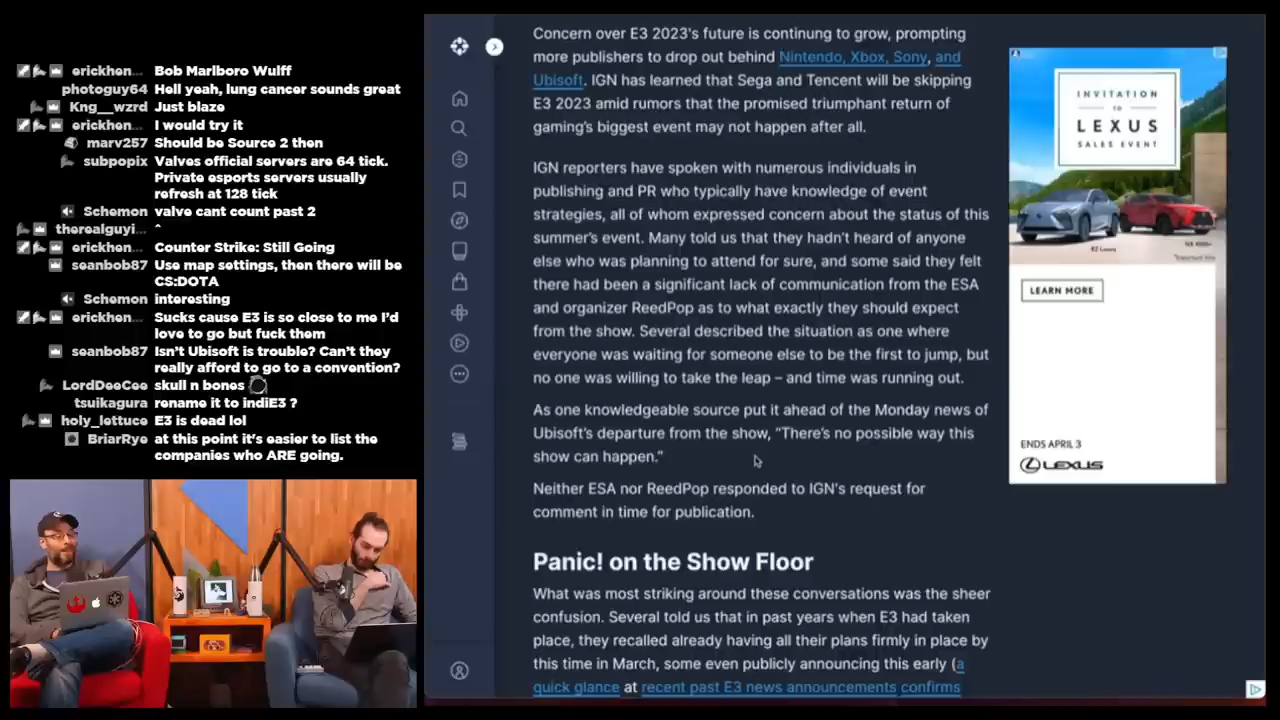 erickhen... Bob Marlboro Wulff
photoguy64 Hell yeah, lung cancer sounds great
Kng__wzrd Just blaze
erickhen... I would try it
marv257 Should be Source 2 then
subpopix Valves official servers are 64 tick.
Private esports servers usually
refresh at 128 tick
Schemon valve cant count past 2
therealguyi... ^
erickhen... Counter Strike: Still Going
seanbob87 Use map settings, then there will be
CS:DOTA
Schemon interesting
erickhen... Sucks cause E3 is so close to me I'd
love to go but fuck them
seanbob87 Isn't Ubisoft is trouble? Can't they
really afford to go to a convention?
LordDeeCee skull n bones
tsuikagura rename it to indiE3 ?
holy_lettuce E3 is dead lol
BriarRye at this point it's easier to list the
companies who ARE going.
Concern over E3 2023's future is continuing to grow, prompting
more publishers to drop out behind Nintendo, Xbox, Sony, and
Ubisoft. IGN has learned that Sega and Tencent will be skipping
E3 2023 amid rumors that the promised triumphant return of
gaming's biggest event may not happen after all.
IGN reporters have spoken with numerous individuals in
publishing and PR who typically have knowledge of event
strategies, all of whom expressed concern about the status of this
summer's event. Many told us that they hadn't heard of anyone
else who was planning to attend for sure, and some said they felt
there had been a significant lack of communication from the ESA
and organizer ReedPop as to what exactly they should expect
from the show. Several described the situation as one where
everyone was waiting for someone else to be the first to jump, but
no one was willing to take the leap – and time was running out.
As one knowledgeable source put it ahead of the Monday news of
Ubisoft's departure from the show, "There's no possible way this
show can happen."
Neither ESA nor ReedPop responded to IGN's request for
comment in time for publication.
Panic! on the Show Floor
What was most striking around these conversations was the sheer
confusion. Several told us that in past years when E3 had taken
place, they recalled already having all their plans firmly in place by
this time in March, some even publicly announcing this early (a
quick glance at recent past E3 news announcements confirms
INVITATION
TO
LEXUS
SALES EVENT
LEARN MORE
ENDS APRIL 3
LEXUS